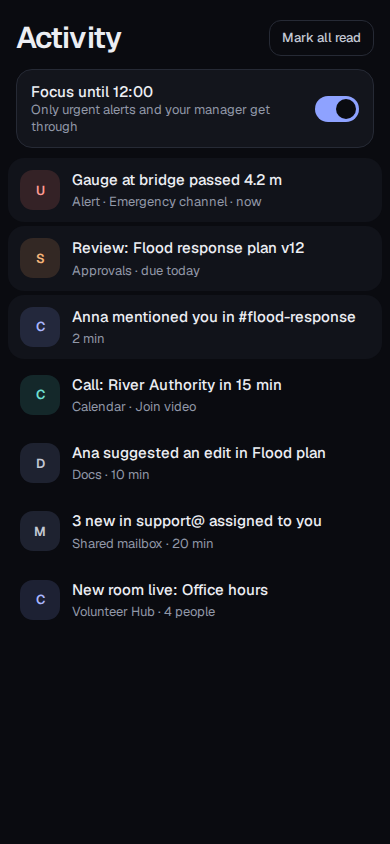 Activity
Mark all read
Focus until 12:00
Only urgent alerts and your manager get
through
U
Gauge at bridge passed 4.2 m
Alert · Emergency channel · now
S
Review: Flood response plan v12
Approvals · due today
C
Anna mentioned you in #flood-response
2 min
C
Call: River Authority in 15 min
Calendar · Join video
D
Ana suggested an edit in Flood plan
Docs · 10 min
M
3 new in support@ assigned to you
Shared mailbox · 20 min
C
New room live: Office hours
Volunteer Hub · 4 people